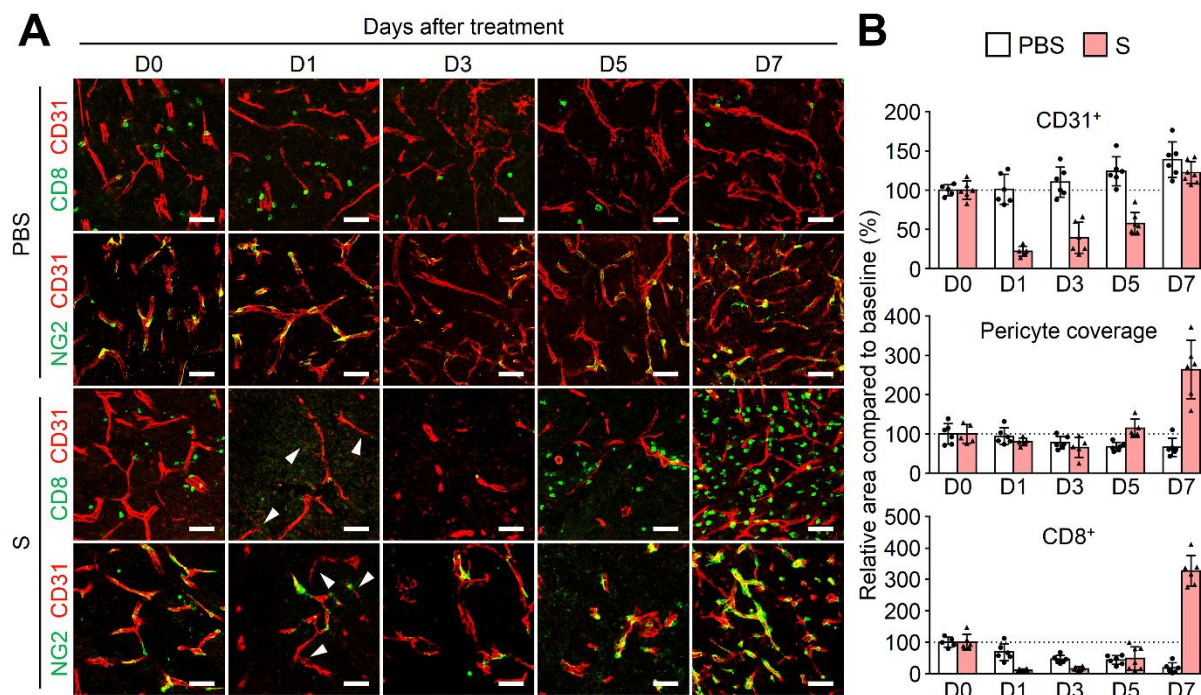 A
Days after treatment
D0 D1 D3 D5 D7
PBS
CD8 CD31
NG2 CD31
S
CD8 CD31
NG2 CD31
B
PBS S
Relative area compared to baseline (%)
CD31⁺
200
150
100
50
0
D0 D1 D3 D5 D7
Pericyte coverage
400
300
200
100
0
D0 D1 D3 D5 D7
CD8⁺
500
400
300
200
100
0
D0 D1 D3 D5 D7